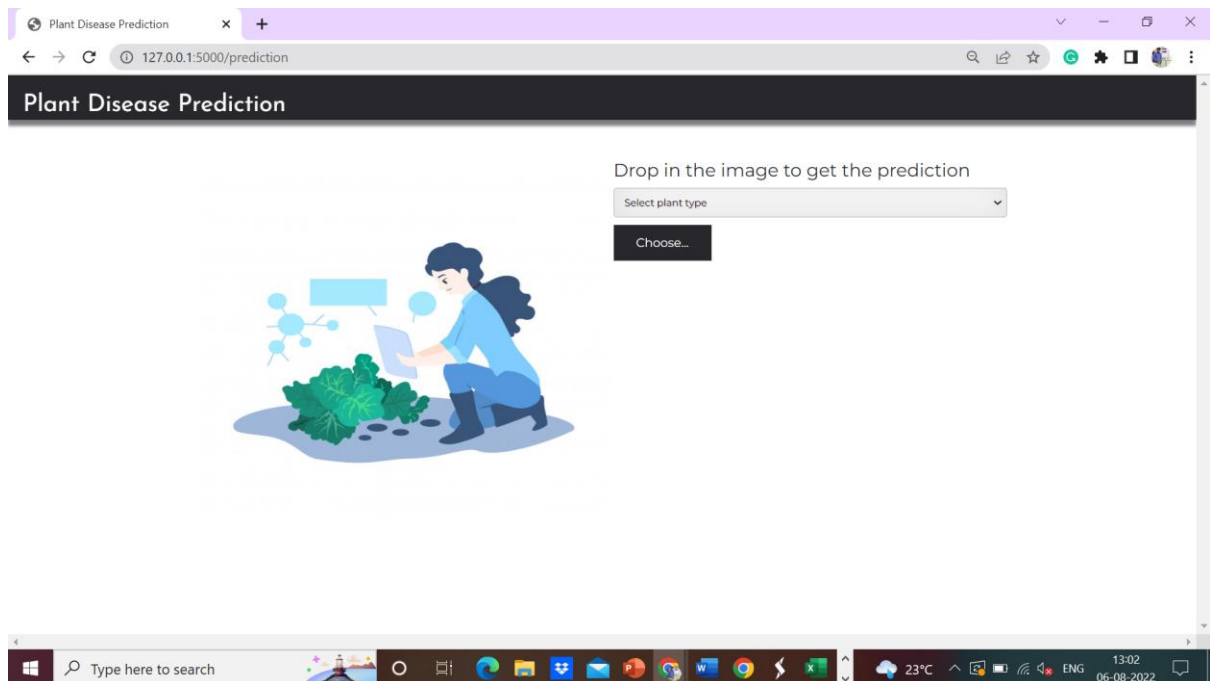 Plant Disease Prediction
127.0.0.1:5000/prediction
Plant Disease Prediction
Drop in the image to get the prediction
Select plant type
Choose...
Type here to search
23°C
ENG
13:02
06-08-2022